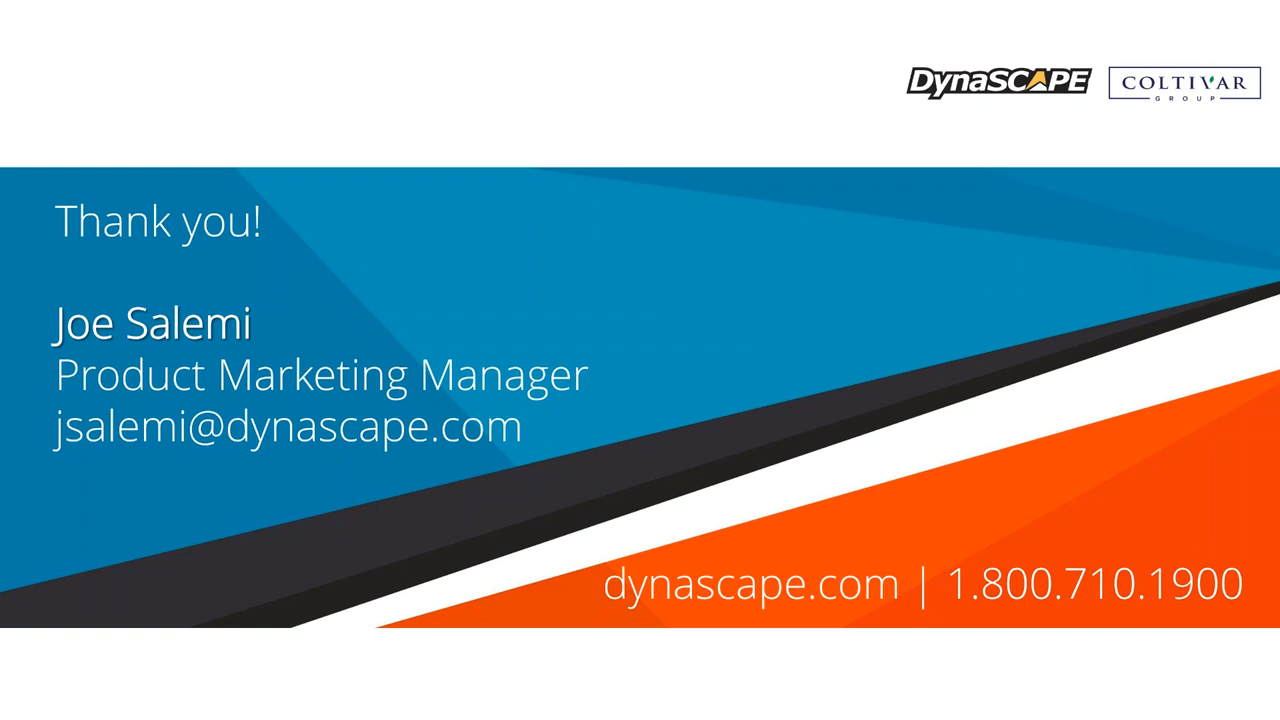 DynaSCAPE
COLTIVAR
GROUP
Thank you!
Joe Salemi
Product Marketing Manager
jsalemi@dynascape.com
dynascape.com | 1.800.710.1900